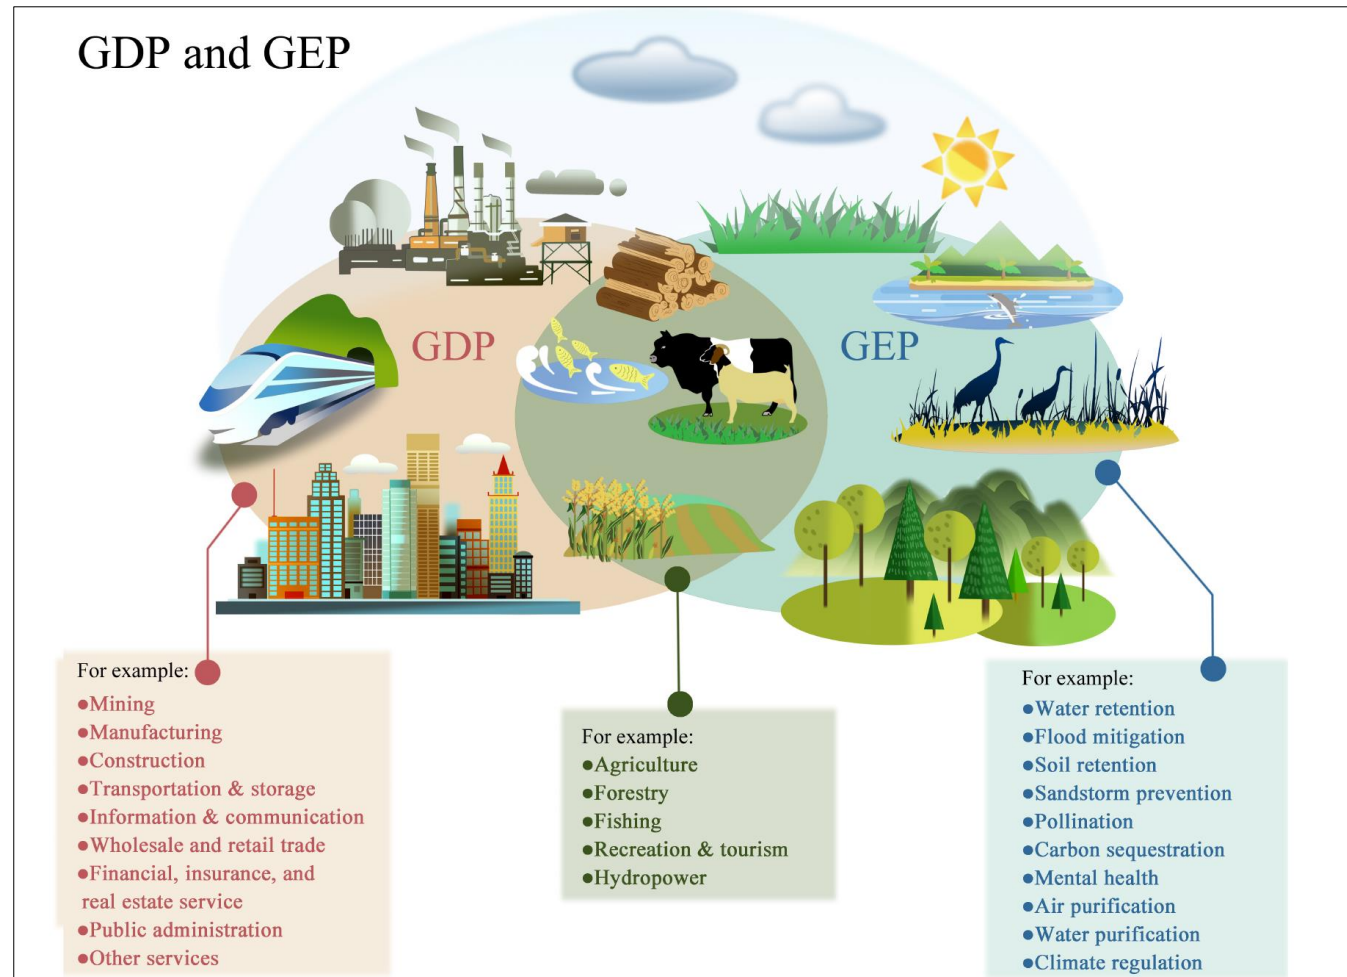 GDP and GEP
GDP
GEP
For example:
●Mining
●Manufacturing
●Construction
●Transportation & storage
●Information & communication
●Wholesale and retail trade
●Financial, insurance, and
real estate service
●Public administration
●Other services
For example:
●Agriculture
●Forestry
●Fishing
●Recreation & tourism
●Hydropower
For example:
●Water retention
●Flood mitigation
●Soil retention
●Sandstorm prevention
●Pollination
●Carbon sequestration
●Mental health
●Air purification
●Water purification
●Climate regulation